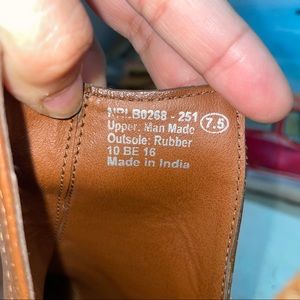 NRLB0268 - 251 7.5
Upper: Man Made
Outsole: Rubber
10 BE 16
Made in India